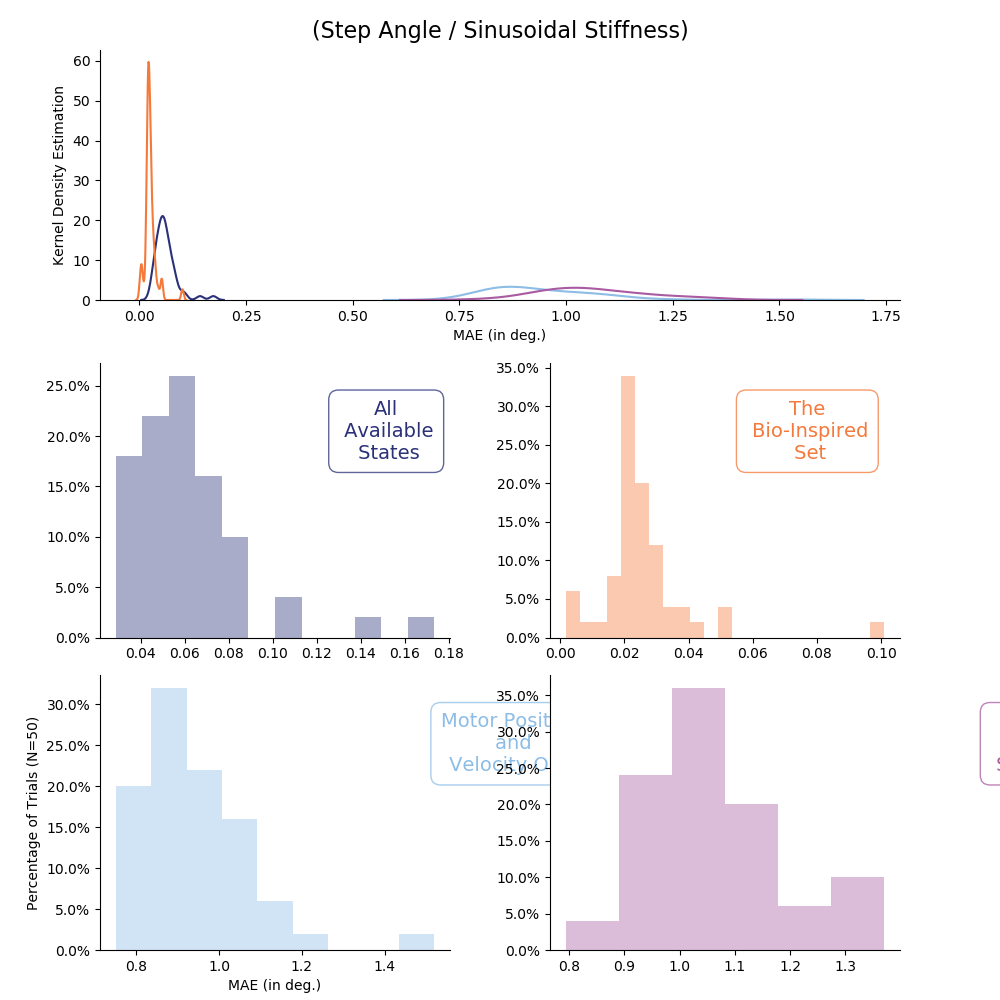 (Step Angle / Sinusoidal Stiffness)
Kernel Density Estimation
60
50
40
30
20
10
0
0.00 0.25 0.50 0.75 1.00 1.25 1.50 1.75
MAE (in deg.)
25.0%
20.0%
15.0%
10.0%
5.0%
0.0%
0.04 0.06 0.08 0.10 0.12 0.14 0.16 0.18
All
Available
States
35.0%
30.0%
25.0%
20.0%
15.0%
10.0%
5.0%
0.0%
0.00 0.02 0.04 0.06 0.08 0.10
The
Bio-Inspired
Set
Percentage of Trials (N=50)
30.0%
25.0%
20.0%
15.0%
10.0%
5.0%
0.0%
0.8 1.0 1.2 1.4
MAE (in deg.)
Motor Posit
and
Velocity O
35.0%
30.0%
25.0%
20.0%
15.0%
10.0%
5.0%
0.0%
0.8 0.9 1.0 1.1 1.2 1.3